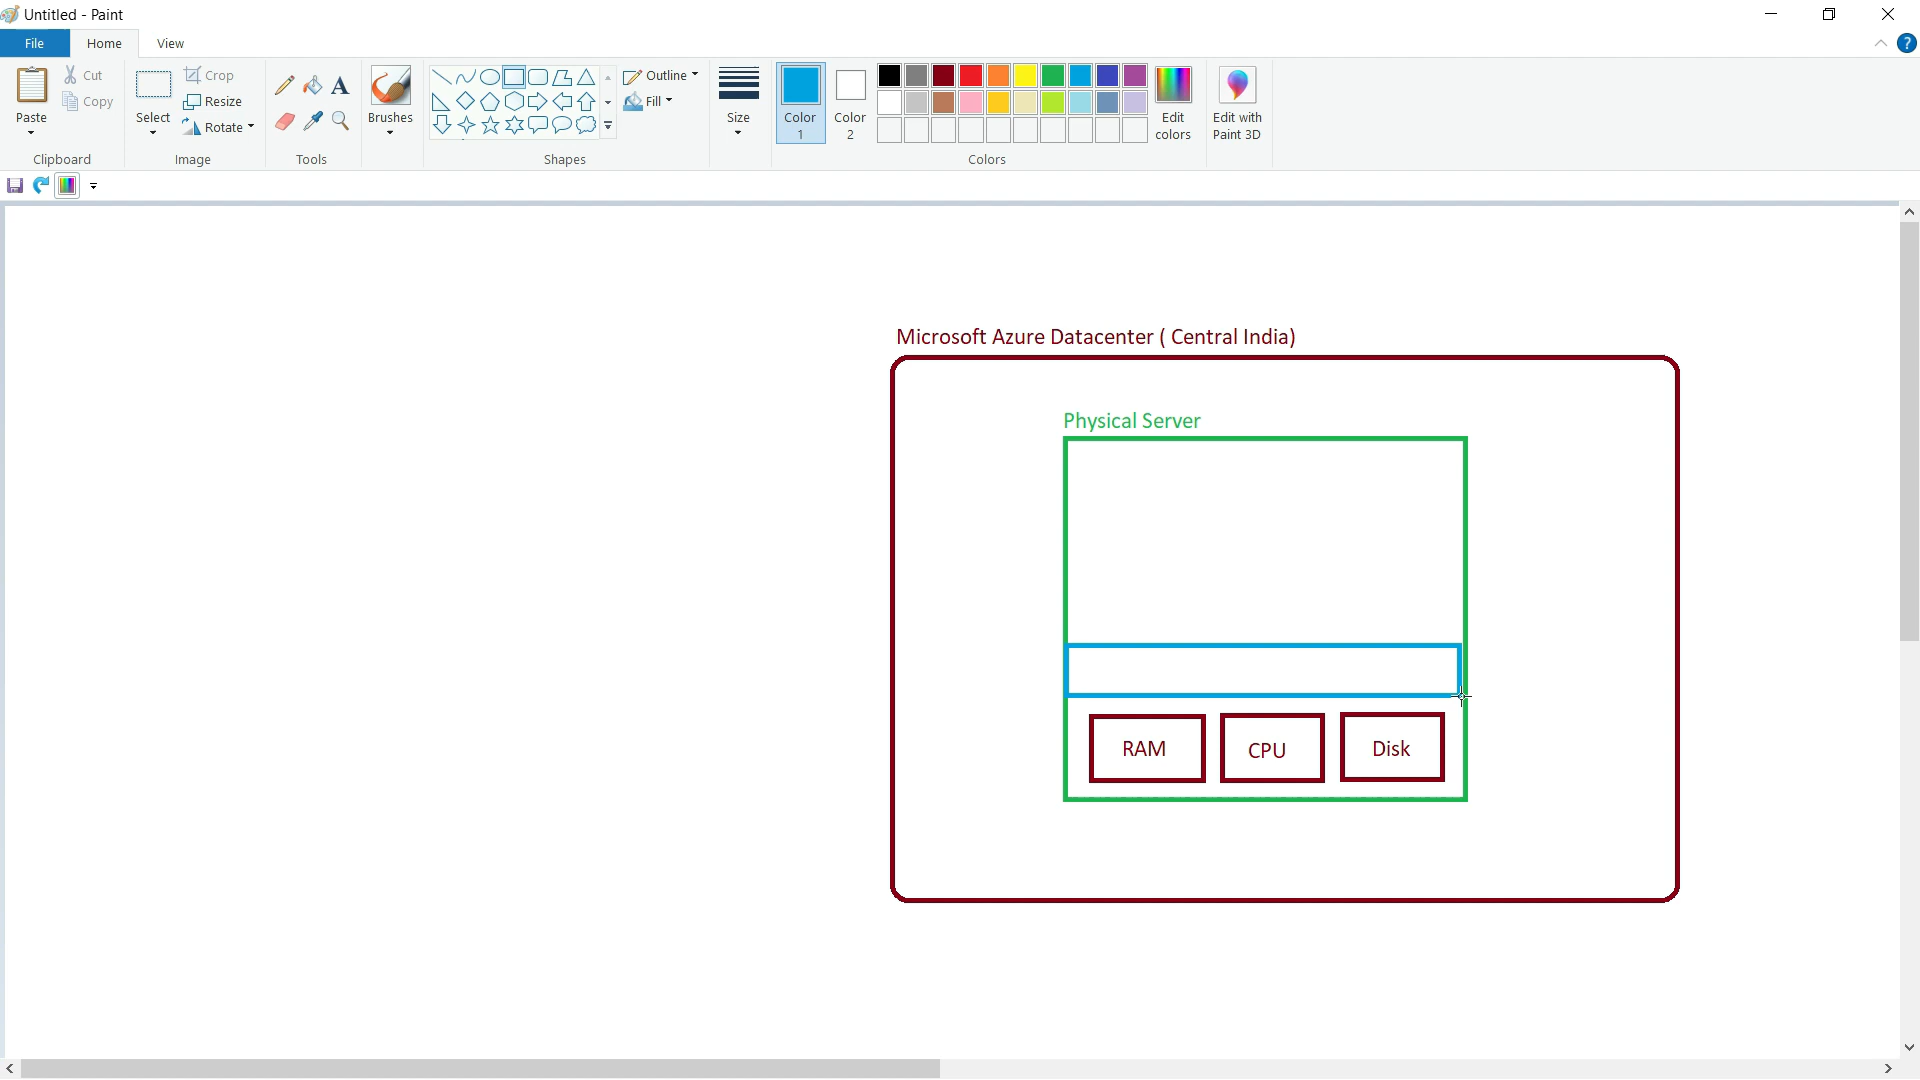 Untitled - Paint
File Home View
Paste Cut Copy Select Crop Resize Rotate Brushes Outline Fill Size Color 1 Color 2 Edit colors Edit with Paint 3D
Clipboard Image Tools Shapes Colors
Microsoft Azure Datacenter ( Central India)
Physical Server
RAM CPU Disk